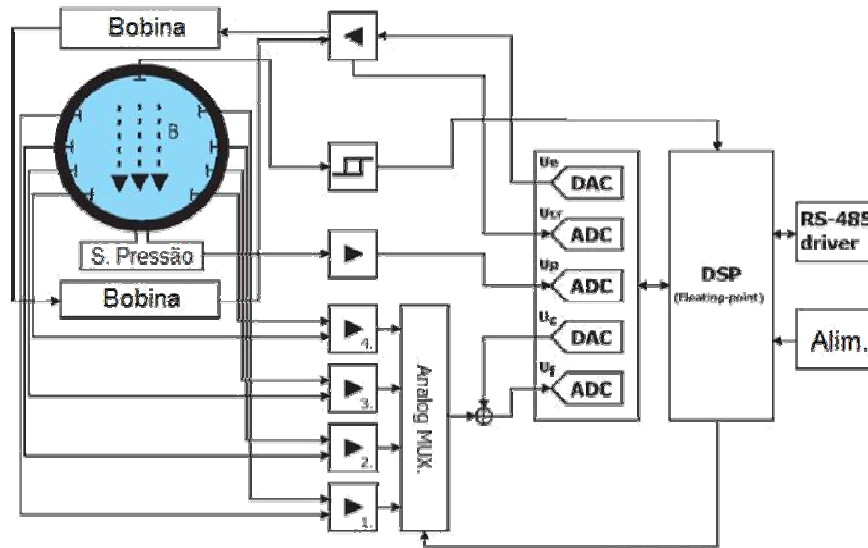 Bobina
B
S. Pressão
Bobina
4.
3.
2.
1.
Analog MUX.
Ue
DAC
Ucr
ADC
Up
ADC
Uc
DAC
Uf
ADC
DSP
(Floating-point)
RS-485
driver
Alim.